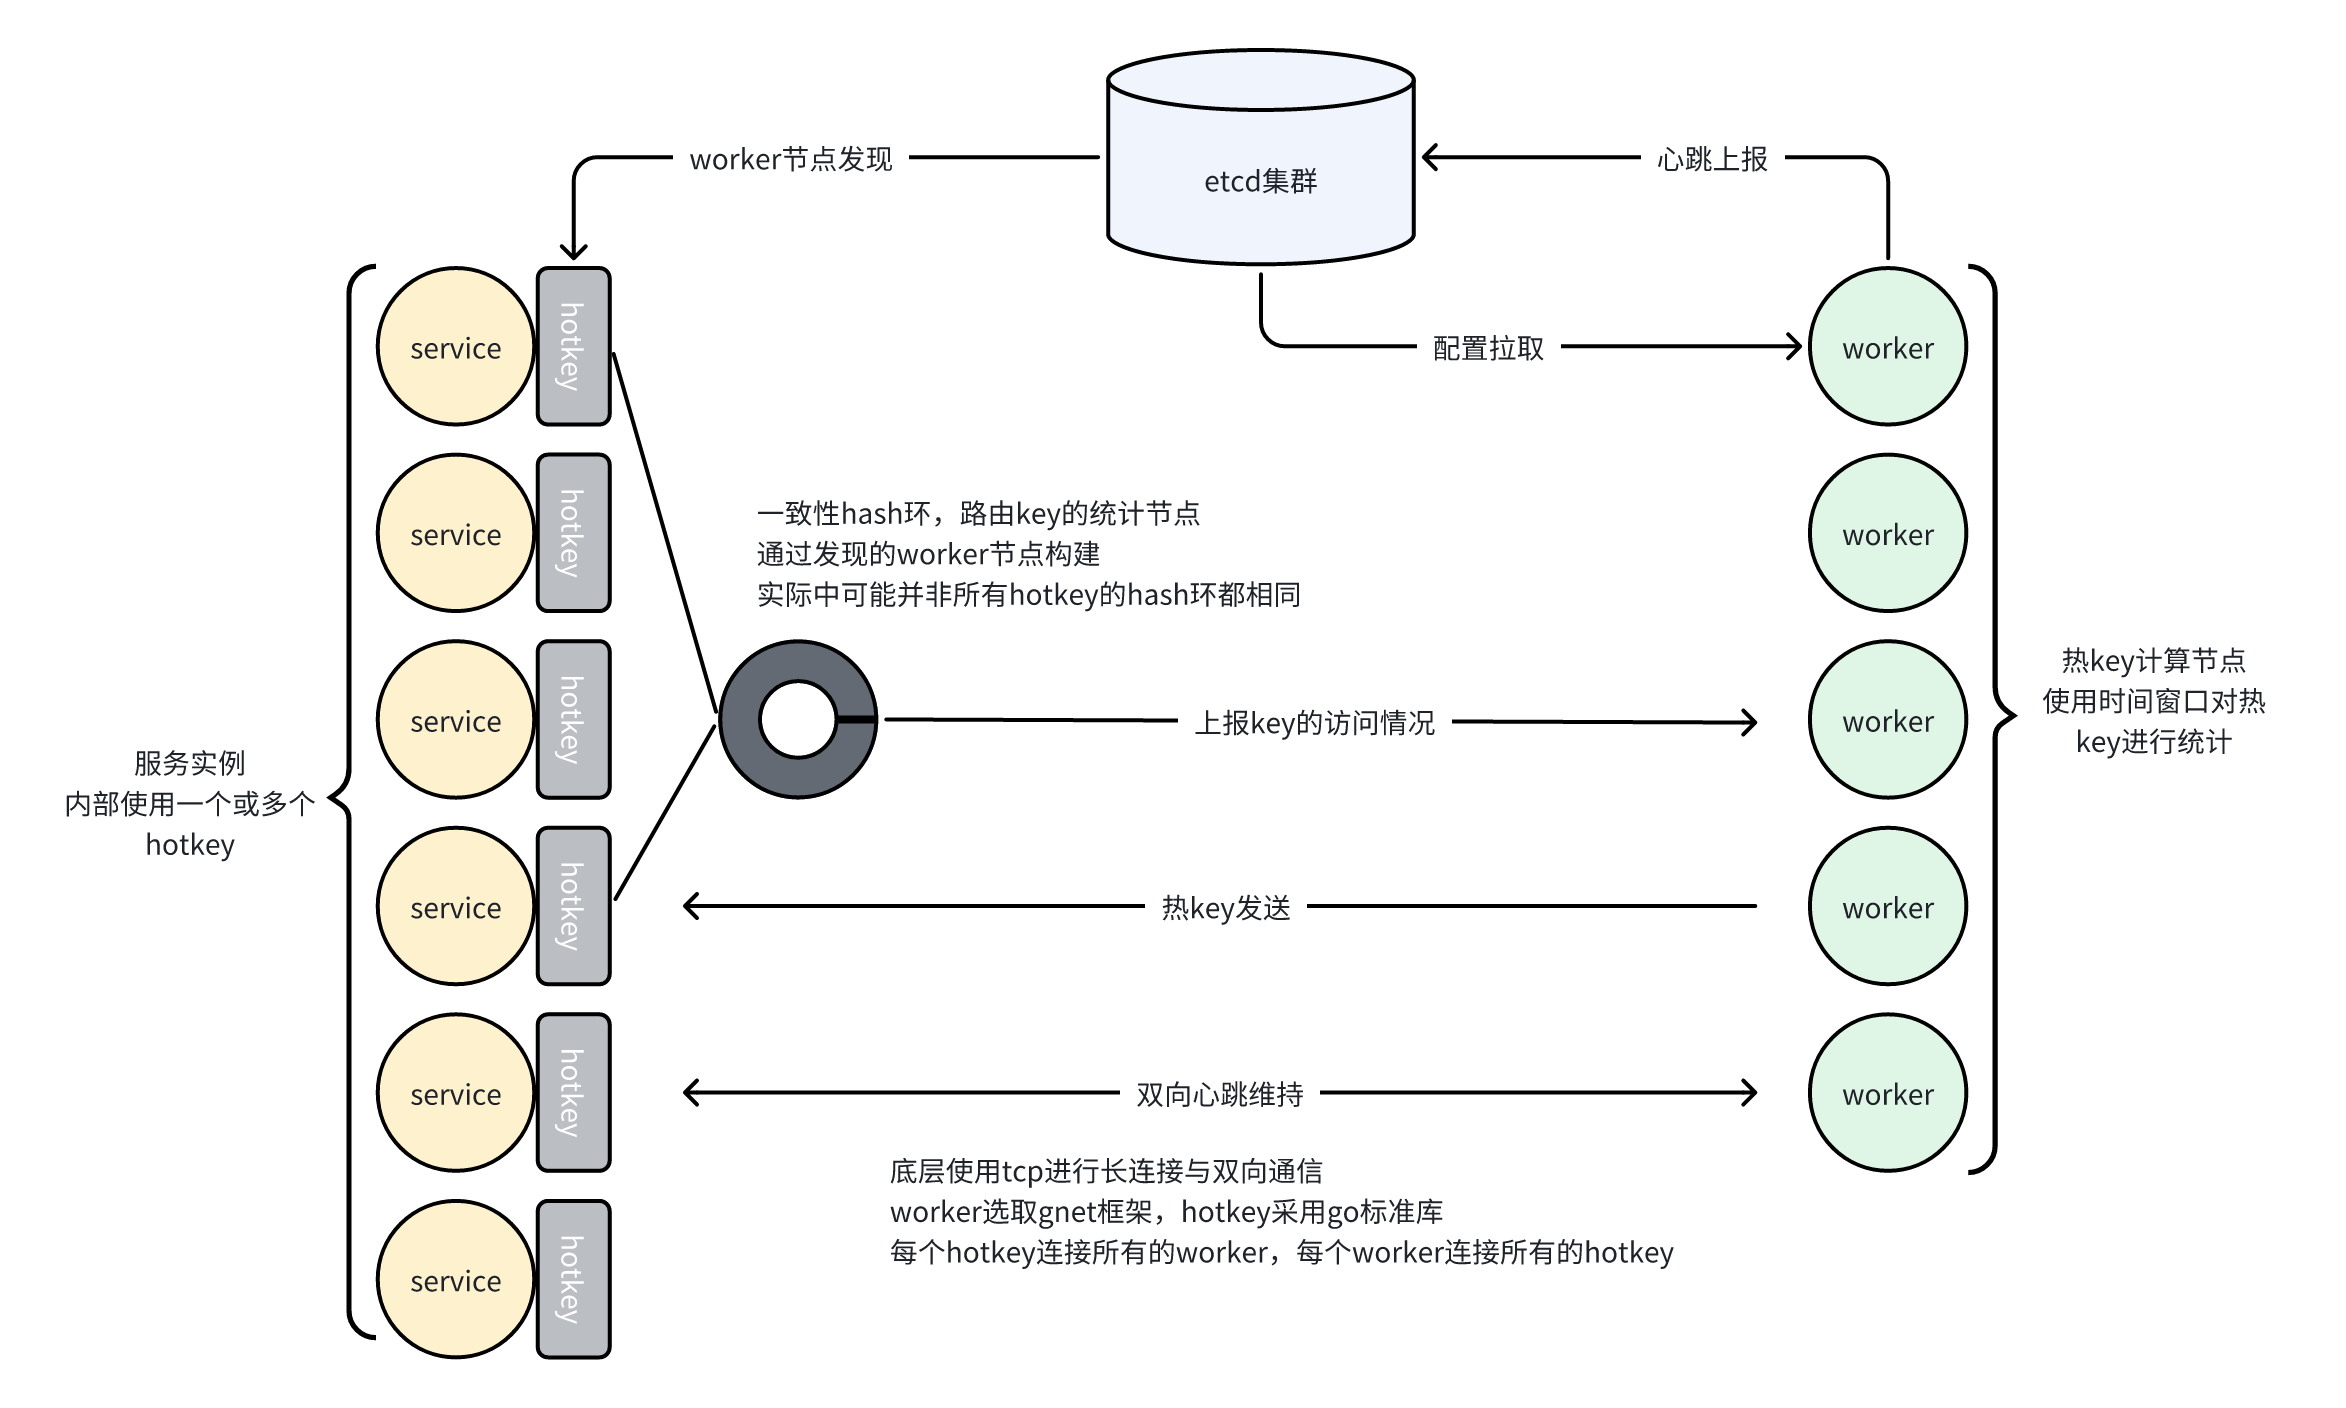 etcd集群
worker节点发现
心跳上报
配置拉取
service
hotkey
worker
service
hotkey
worker
一致性hash环，路由key的统计节点
通过发现的worker节点构建
实际中可能并非所有hotkey的hash环都相同
service
hotkey
上报key的访问情况
worker
热key计算节点
使用时间窗口对热
key进行统计
服务实例
内部使用一个或多个
hotkey
service
hotkey
热key发送
worker
service
hotkey
双向心跳维持
worker
底层使用tcp进行长连接与双向通信
worker选取gnet框架，hotkey采用go标准库
每个hotkey连接所有的worker，每个worker连接所有的hotkey
service
hotkey